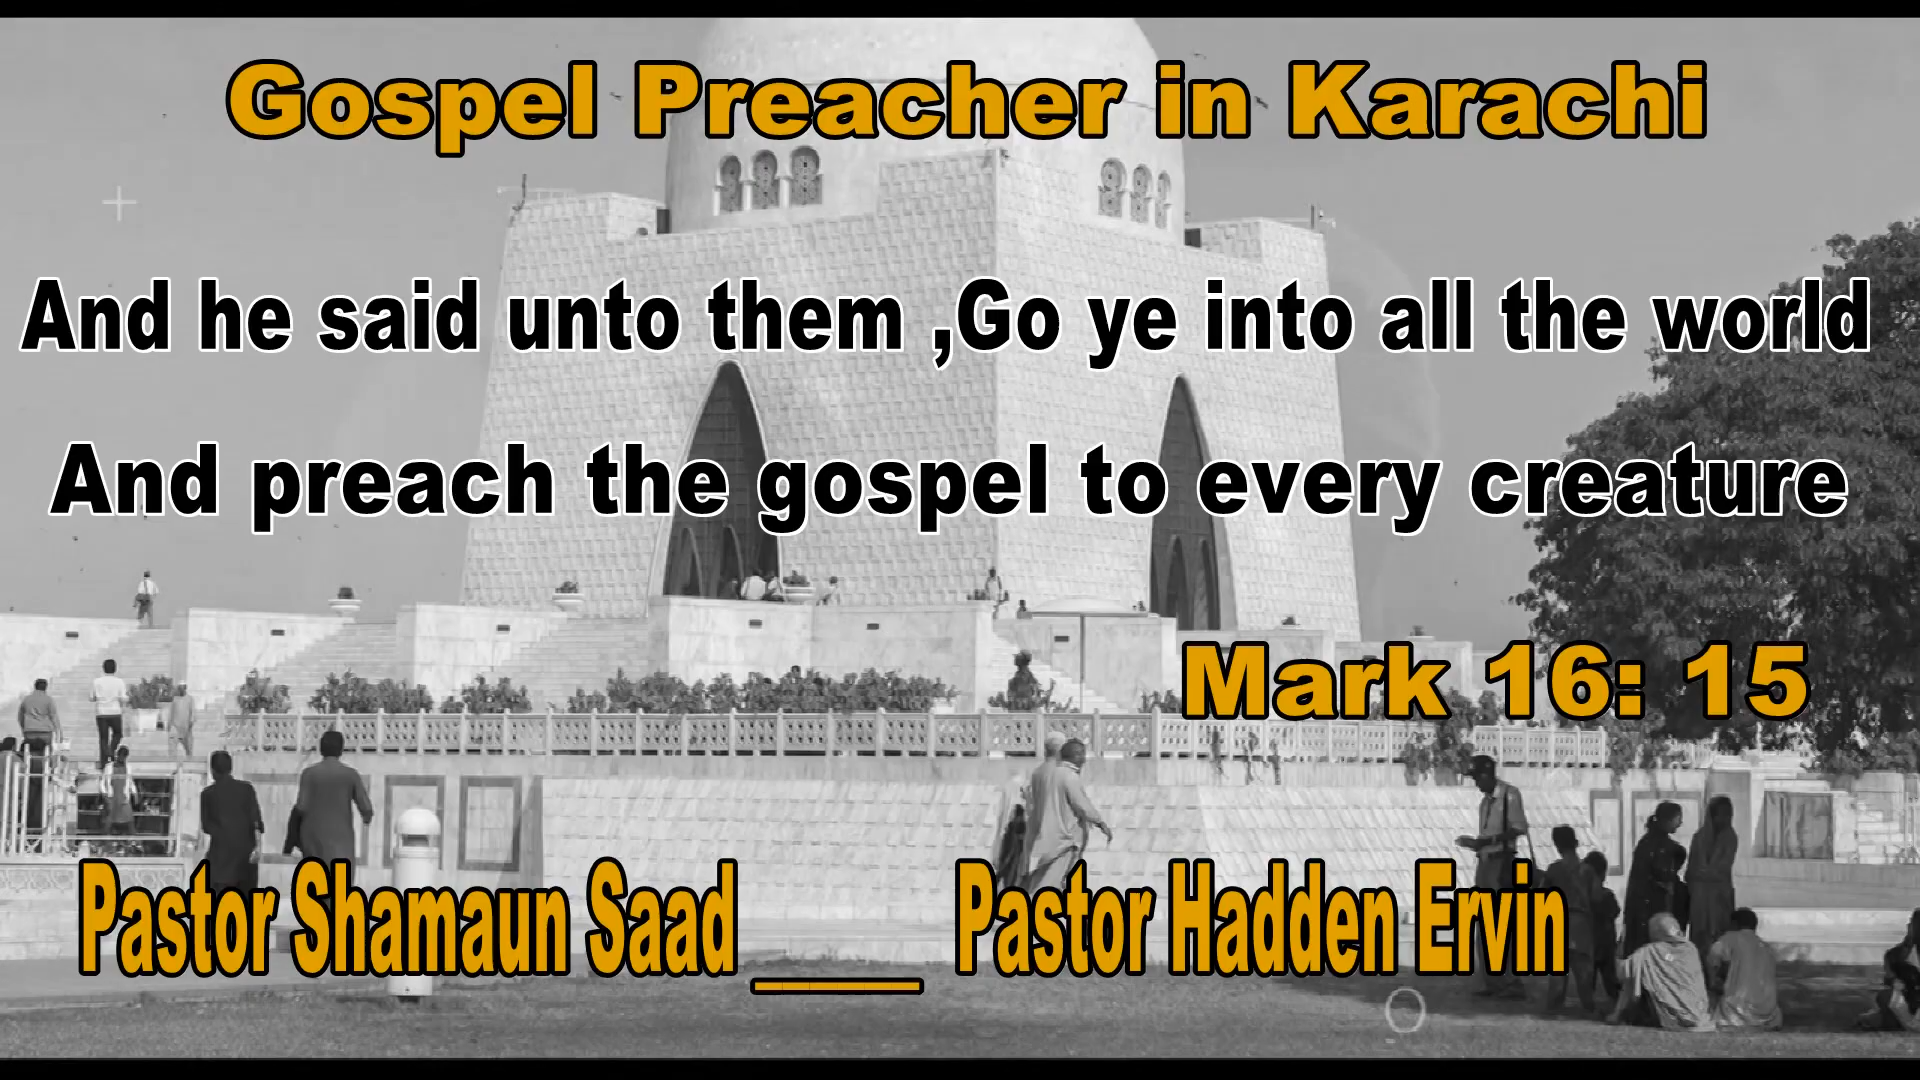 Gospel Preacher in Karachi
And he said unto them ,Go ye into all the world
And preach the gospel to every creature
Mark 16: 15
Pastor Shamaun Saad ____ Pastor Hadden Ervin